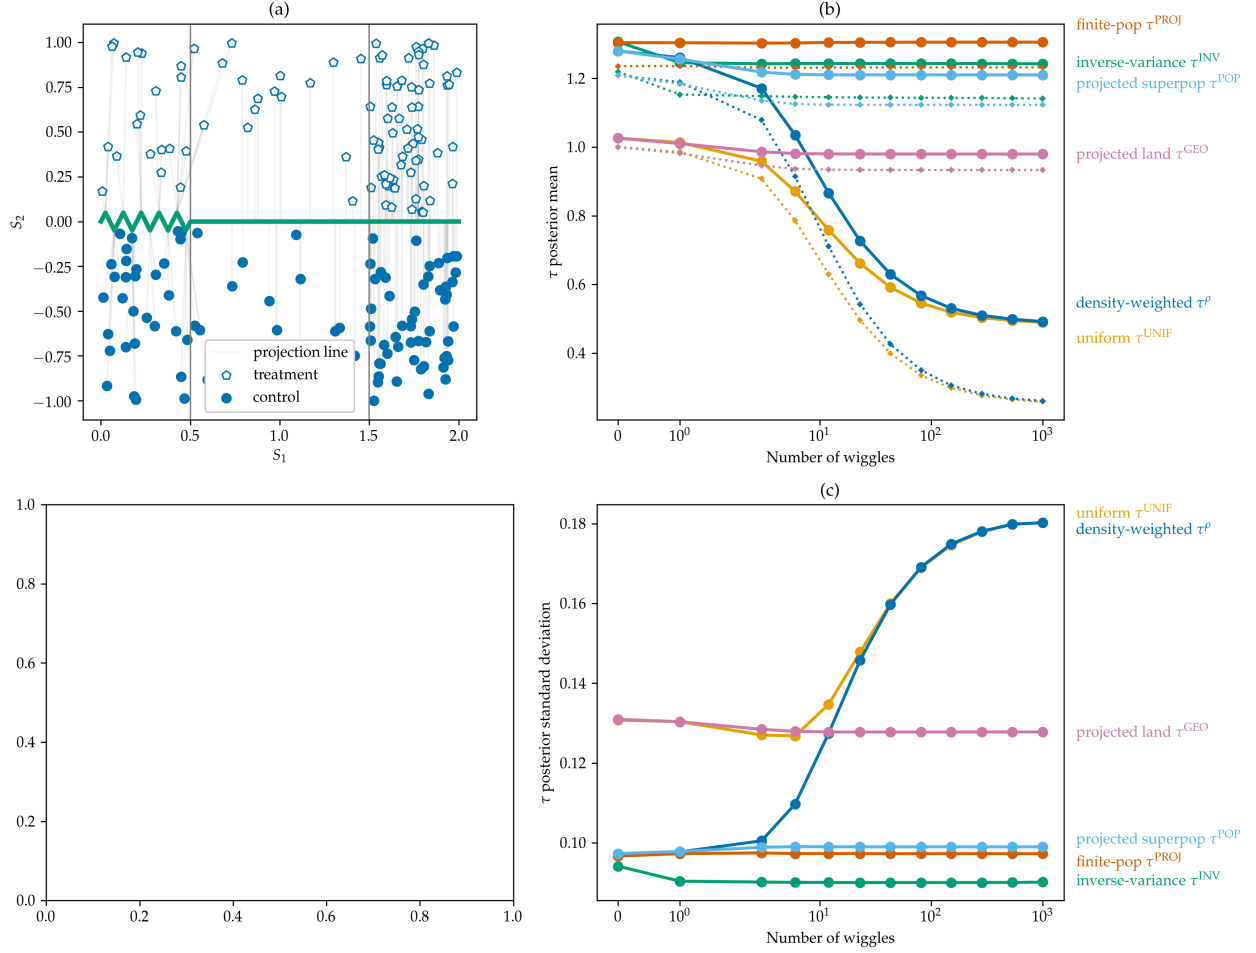 (a)
1.00
0.75
0.50
0.25
0.00
−0.25
−0.50
−0.75
−1.00
S2
projection line
treatment
control
0.0 0.5 1.0 1.5 2.0
S1
(b)
1.2
1.0
0.8
0.6
0.4
τ posterior mean
0 10^0 10^1 10^2 10^3
Number of wiggles
finite-pop τ^PROJ
inverse-variance τ^INV
projected superpop τ^POP
projected land τ^GEO
density-weighted τ^ρ
uniform τ^UNIF
1.0
0.8
0.6
0.4
0.2
0.0
0.0 0.2 0.4 0.6 0.8 1.0
(c)
0.18
0.16
0.14
0.12
0.10
τ posterior standard deviation
0 10^0 10^1 10^2 10^3
Number of wiggles
uniform τ^UNIF
density-weighted τ^ρ
projected land τ^GEO
projected superpop τ^POP
finite-pop τ^PROJ
inverse-variance τ^INV